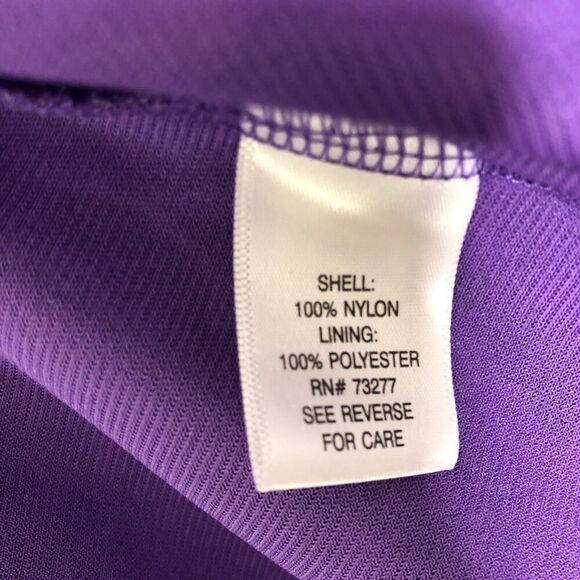 SHELL:
100% NYLON
LINING:
100% POLYESTER
RN# 73277
SEE REVERSE
FOR CARE